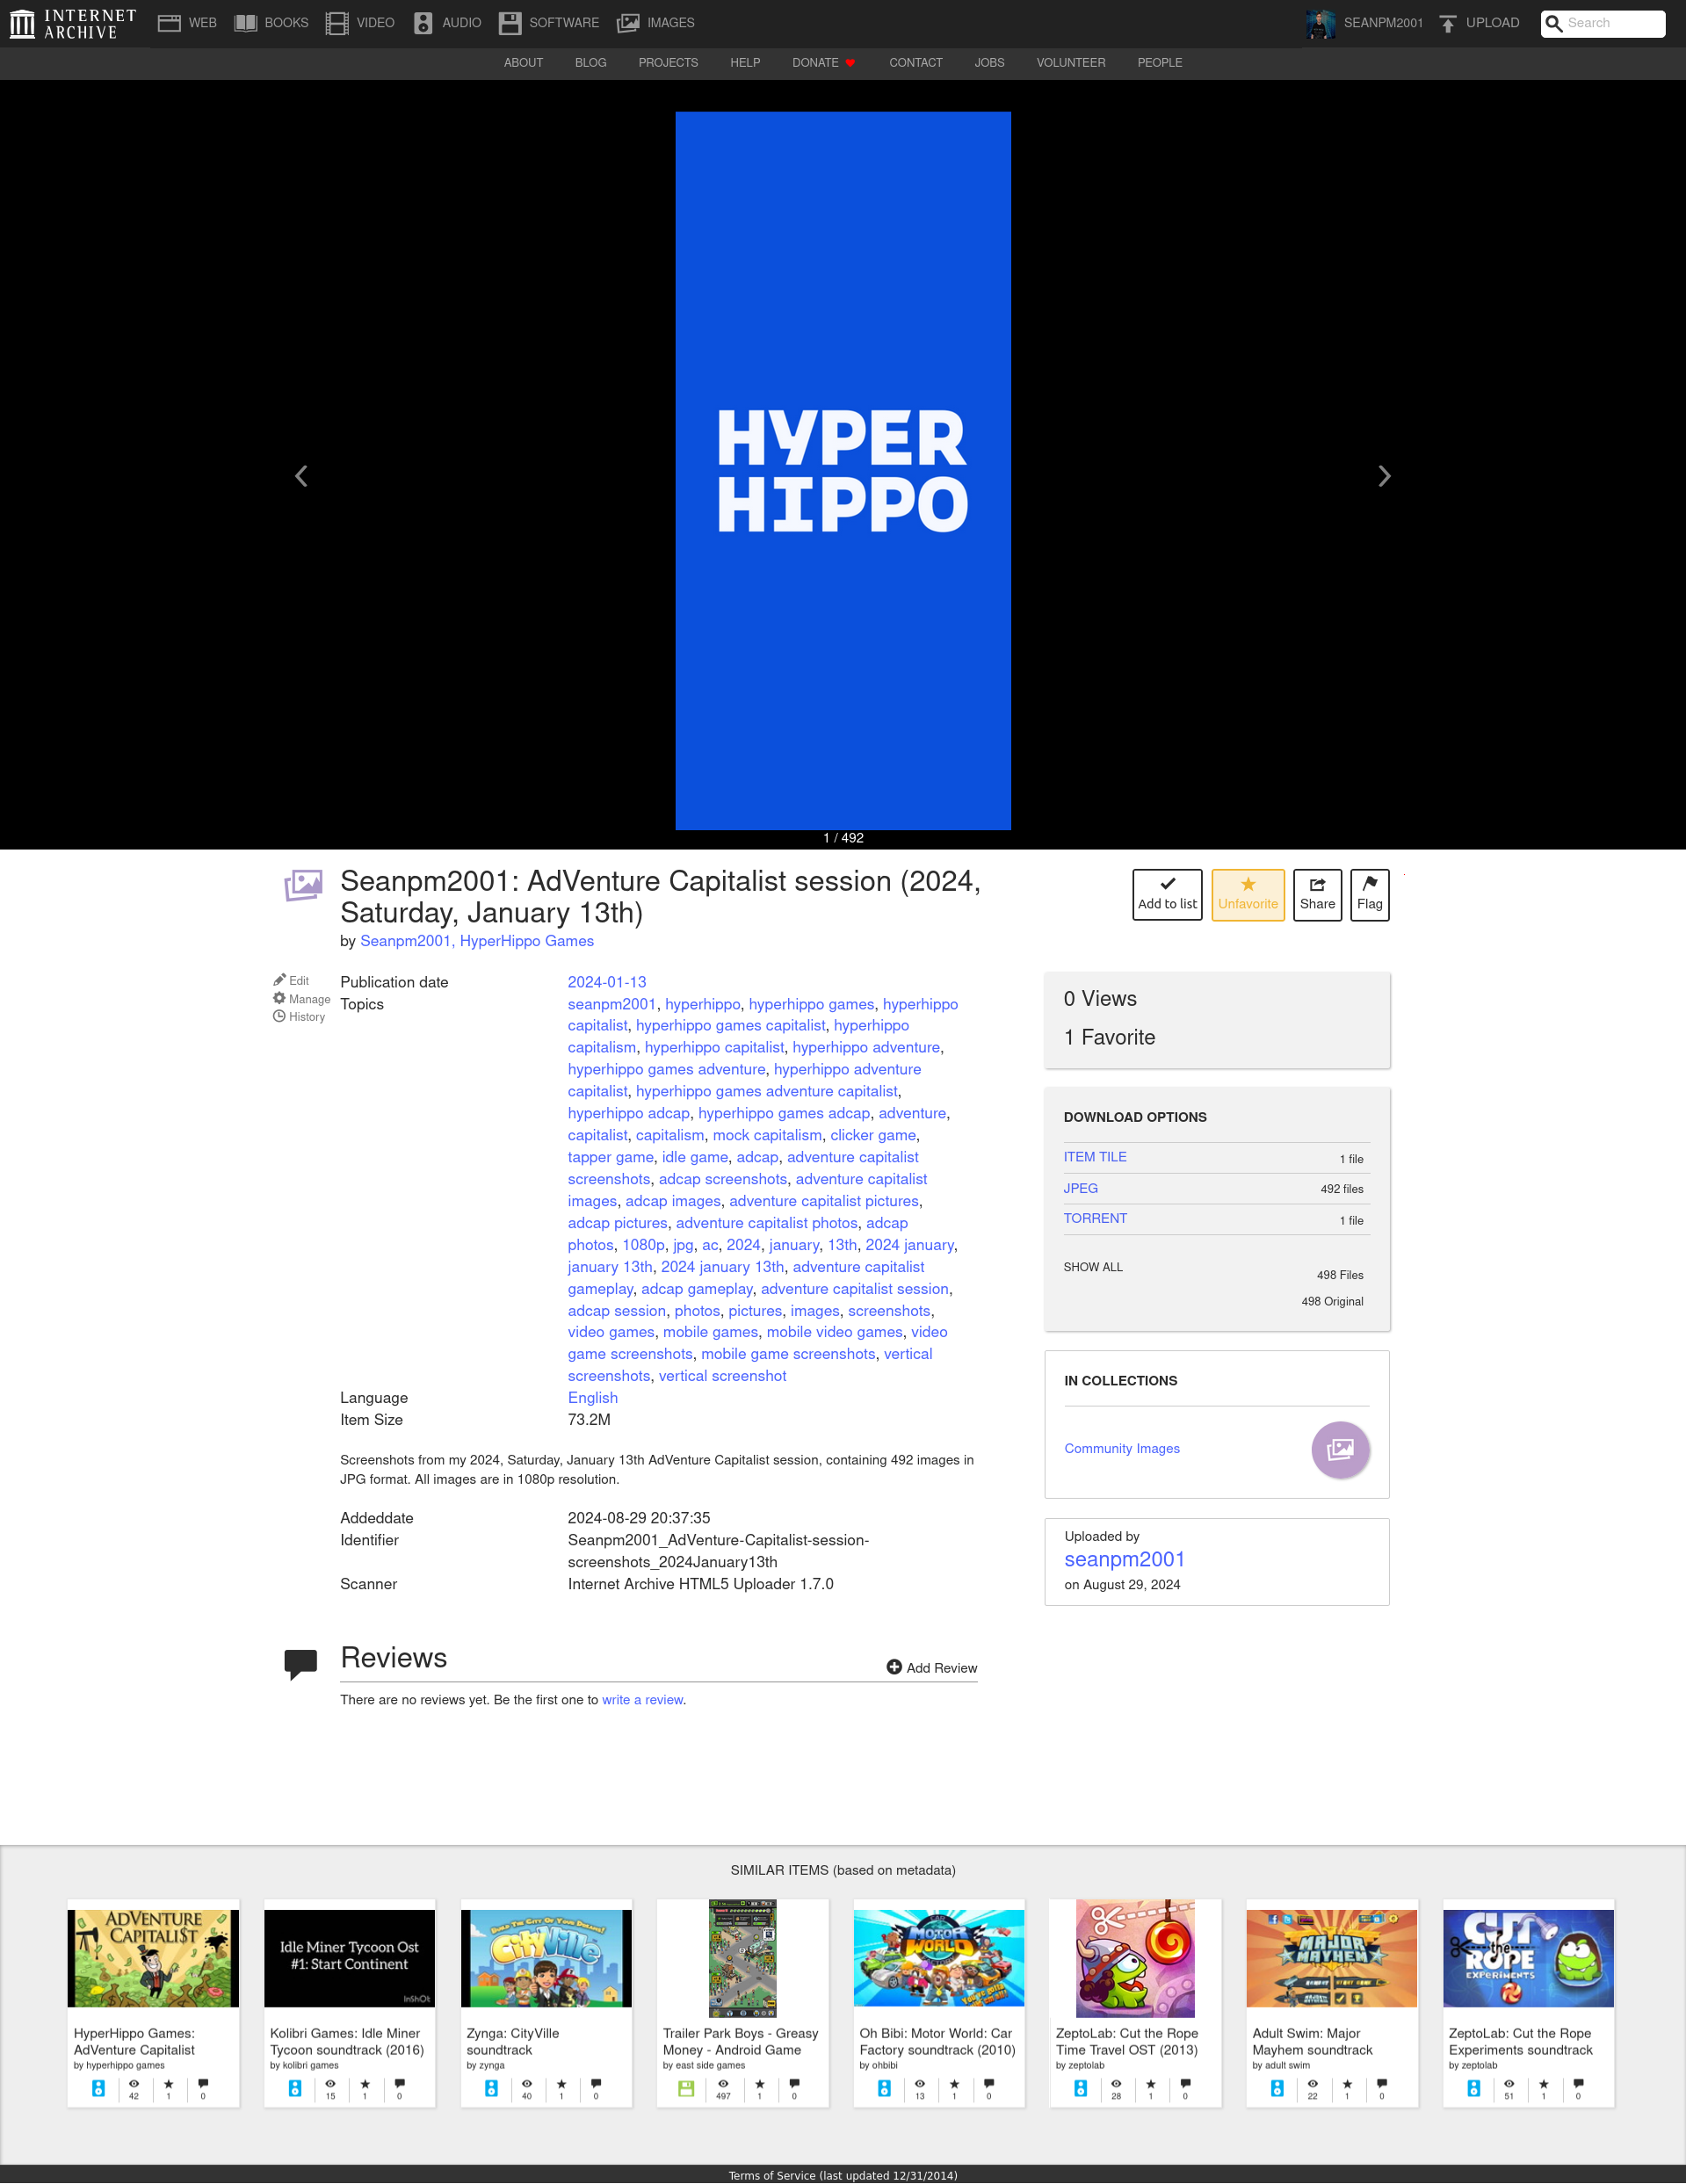 INTERNET
ARCHIVE
WEB
BOOKS
VIDEO
AUDIO
SOFTWARE
IMAGES
SEANPM2001
UPLOAD
Search
ABOUT
BLOG
PROJECTS
HELP
DONATE
CONTACT
JOBS
VOLUNTEER
PEOPLE
HYPER
HIPPO
1 / 492
Seanpm2001: AdVenture Capitalist session (2024,
Saturday, January 13th)
by Seanpm2001, HyperHippo Games
Add to list
Unfavorite
Share
Flag
Edit
Manage
History
Publication date 2024-01-13
Topics seanpm2001, hyperhippo, hyperhippo games, hyperhippo
capitalist, hyperhippo games capitalist, hyperhippo
capitalism, hyperhippo capitalist, hyperhippo adventure,
hyperhippo games adventure, hyperhippo adventure
capitalist, hyperhippo games adventure capitalist,
hyperhippo adcap, hyperhippo games adcap, adventure,
capitalist, capitalism, mock capitalism, clicker game,
tapper game, idle game, adcap, adventure capitalist
screenshots, adcap screenshots, adventure capitalist
images, adcap images, adventure capitalist pictures,
adcap pictures, adventure capitalist photos, adcap
photos, 1080p, jpg, ac, 2024, january, 13th, 2024 january,
january 13th, 2024 january 13th, adventure capitalist
gameplay, adcap gameplay, adventure capitalist session,
adcap session, photos, pictures, images, screenshots,
video games, mobile games, mobile video games, video
game screenshots, mobile game screenshots, vertical
screenshots, vertical screenshot
Language English
Item Size 73.2M
Screenshots from my 2024, Saturday, January 13th AdVenture Capitalist session, containing 492 images in
JPG format. All images are in 1080p resolution.
Addeddate 2024-08-29 20:37:35
Identifier Seanpm2001_AdVenture-Capitalist-session-
screenshots_2024January13th
Scanner Internet Archive HTML5 Uploader 1.7.0
0 Views
1 Favorite
DOWNLOAD OPTIONS
ITEM TILE 1 file
JPEG 492 files
TORRENT 1 file
SHOW ALL 498 Files
498 Original
IN COLLECTIONS
Community Images
Uploaded by
seanpm2001
on August 29, 2024
Reviews
Add Review
There are no reviews yet. Be the first one to write a review.
SIMILAR ITEMS (based on metadata)
ADVENTURE
CAPITALIST
HyperHippo Games:
AdVenture Capitalist
by hyperhippo games
42 1 0
Idle Miner Tycoon Ost
#1: Start Continent
InShOt
Kolibri Games: Idle Miner
Tycoon soundtrack (2016)
by kolibri games
15 1 0
BUILD THE CITY OF YOUR DREAMS!
CityVille
Zynga: CityVille
soundtrack
by zynga
40 1 0
Trailer Park Boys - Greasy
Money - Android Game
by east side games
497 1 0
MOTOR
WORLD
Oh Bibi: Motor World: Car
Factory soundtrack (2010)
by ohbibi
13 1 0
ZeptoLab: Cut the Rope
Time Travel OST (2013)
by zeptolab
28 1 0
MAJOR
MAYHEM
Adult Swim: Major
Mayhem soundtrack
by adult swim
22 1 0
CUT
the
ROPE
EXPERIMENTS
ZeptoLab: Cut the Rope
Experiments soundtrack
by zeptolab
51 1 0
Terms of Service (last updated 12/31/2014)